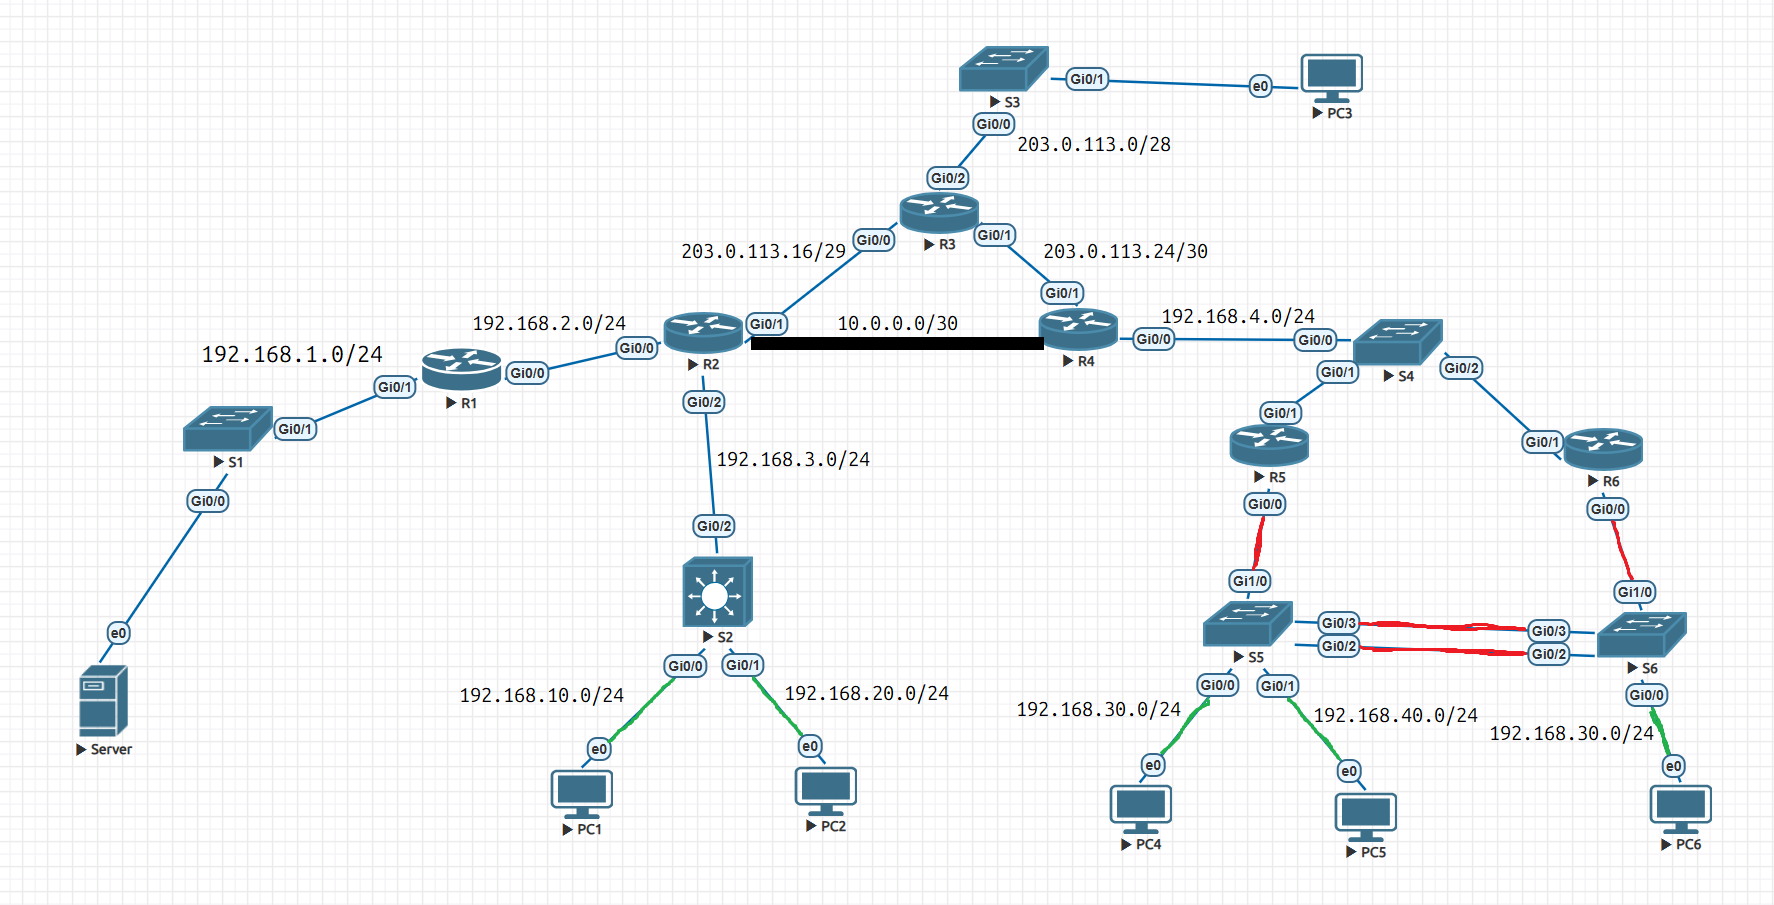 Gi0/1
e0
S3
PC3
Gi0/0
203.0.113.0/28
Gi0/2
Gi0/0
R3
Gi0/1
203.0.113.16/29
203.0.113.24/30
Gi0/1
192.168.2.0/24
Gi0/1
10.0.0.0/30
192.168.4.0/24
192.168.1.0/24
Gi0/0
R2
R4
Gi0/0
Gi0/0
S4
Gi0/1
Gi0/0
Gi0/1
Gi0/2
R1
Gi0/2
Gi0/1
Gi0/1
Gi0/1
S1
192.168.3.0/24
R5
R6
Gi0/0
Gi0/0
Gi0/0
Gi0/2
Gi1/0
Gi1/0
e0
S2
Gi0/3
Gi0/3
Gi0/2
Gi0/2
Gi0/0
Gi0/1
S5
S6
192.168.10.0/24
192.168.20.0/24
Gi0/0
Gi0/1
Gi0/0
192.168.30.0/24
192.168.40.0/24
192.168.30.0/24
Server
e0
e0
e0
e0
e0
PC1
PC2
PC4
PC5
PC6